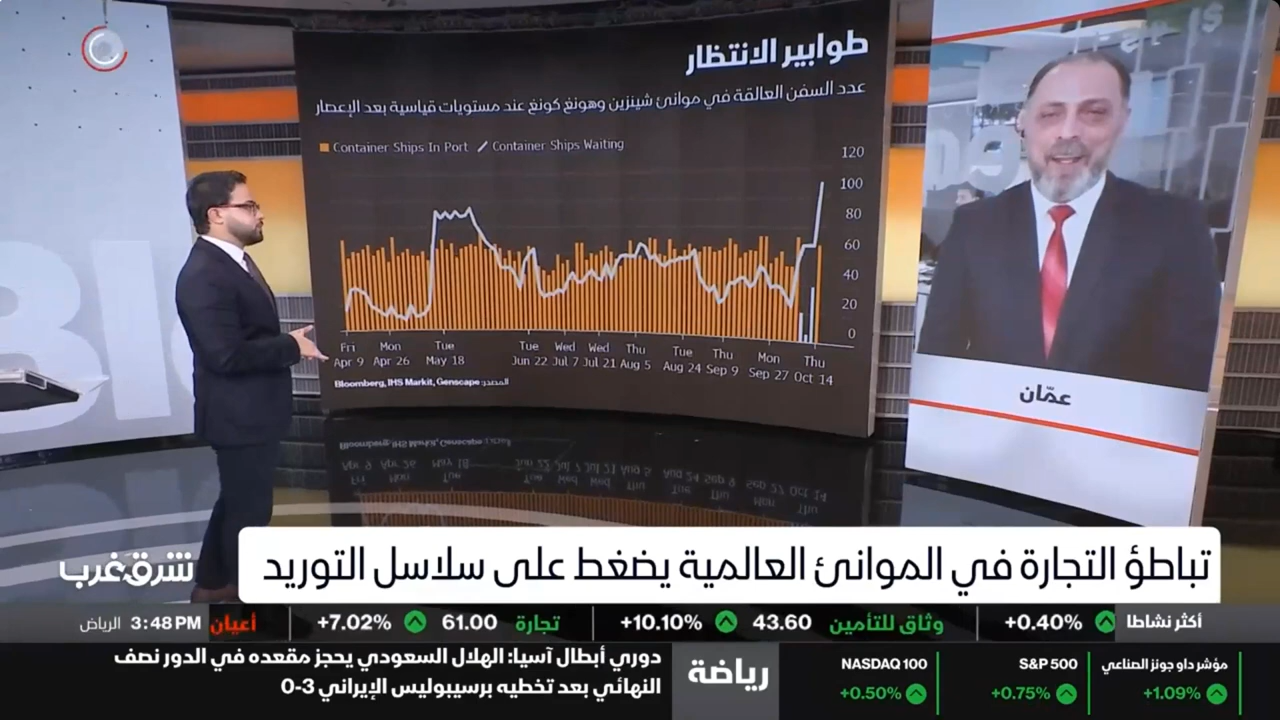 طوابير الانتظار
عدد السفن العالقة في موانئ شينزين وهونغ كونغ عند مستويات قياسية بعد الإعصار
Container Ships In Port
Container Ships Waiting
120
100
80
60
40
20
0
Fri Apr 9
Mon Apr 26
Tue May 18
Tue Jun 22
Wed Jul 7
Wed Jul 21
Thu Aug 5
Tue Aug 24
Thu Sep 9
Mon Sep 27
Thu Oct 14
المصدر: Bloomberg, IHS Markit, Genscape
عمّان
تباطؤ التجارة في الموانئ العالمية يضغط على سلاسل التوريد
شرق غرب
أكثر نشاطا
+0.40%
وثاق للتأمين 43.60 +10.10%
تجارة 61.00 +7.02%
أعيان
3:48 PM الرياض
مؤشر داو جونز الصناعي
+1.09%
S&P 500
+0.75%
NASDAQ 100
+0.50%
رياضة
دوري أبطال آسيا: الهلال السعودي يحجز مقعده في الدور نصف
النهائي بعد تخطيه برسيبوليس الإيراني 3-0